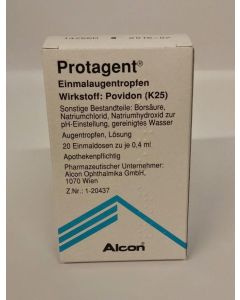 Protagent®
Einmalaugentropfen
Wirkstoff: Povidon (K25)
Sonstige Bestandteile: Borsäure,
Natriumchlorid, Natriumhydroxid zur
pH-Einstellung, gereinigtes Wasser
Augentropfen, Lösung
20 Einmaldosen zu je 0,4 ml
Apothekenpflichtig
Pharmazeutischer Unternehmer:
Alcon Ophthalmika GmbH,
1070 Wien
Z.Nr.: 1-20437
Alcon®